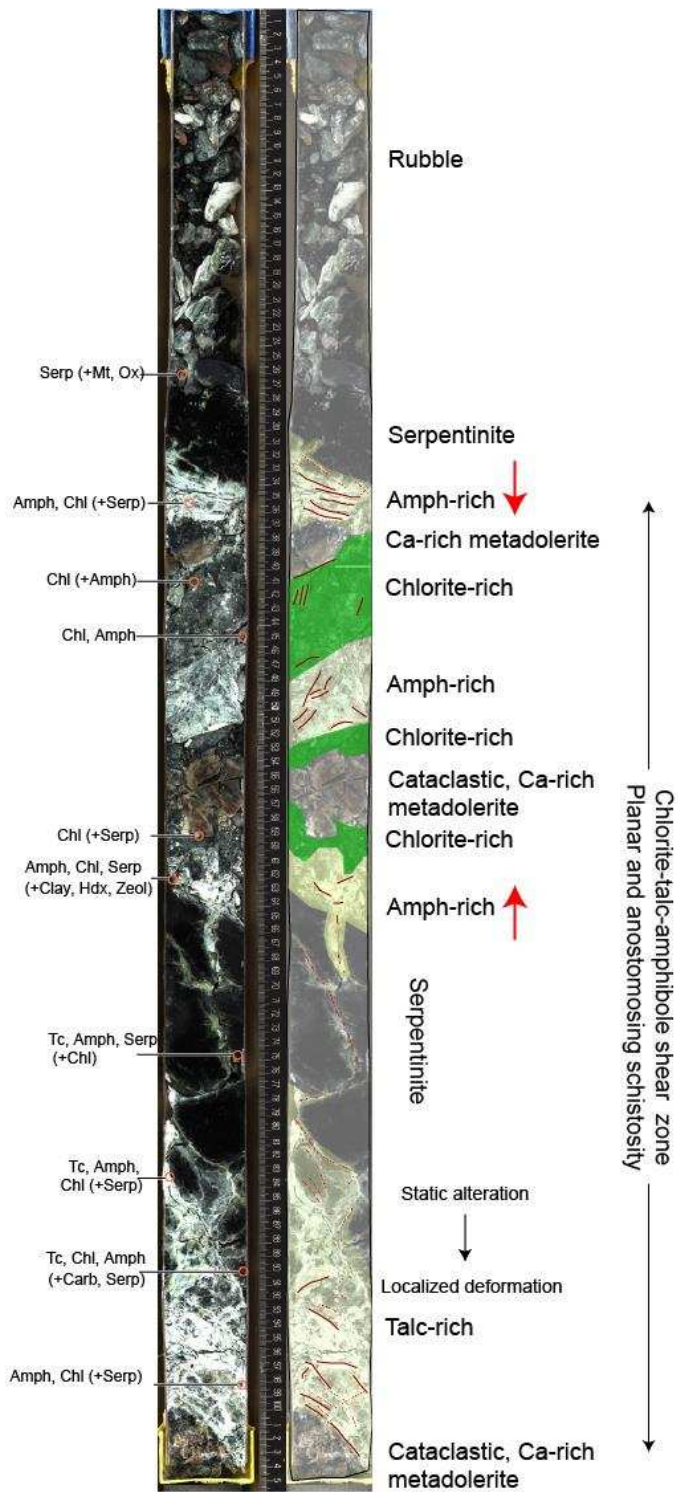 Rubble
Serp (+Mt, Ox)
Serpentinite
Amph, Chl (+Serp)
Amph-rich
Ca-rich metadolerite
Chl (+Amph)
Chlorite-rich
Chl, Amph
Amph-rich
Chlorite-rich
Cataclastic, Ca-rich
metadolerite
Chl (+Serp)
Chlorite-rich
Amph, Chl, Serp
(+Clay, Hdx, Zeol)
Amph-rich
Serpentinite
Tc, Amph, Serp
(+Chl)
Tc, Amph,
Chl (+Serp)
Static alteration
Tc, Chl, Amph
(+Carb, Serp)
Localized deformation
Talc-rich
Amph, Chl (+Serp)
Cataclastic, Ca-rich
metadolerite
Chlorite-talc-amphibole shear zone
Planar and anostomosing schistosity